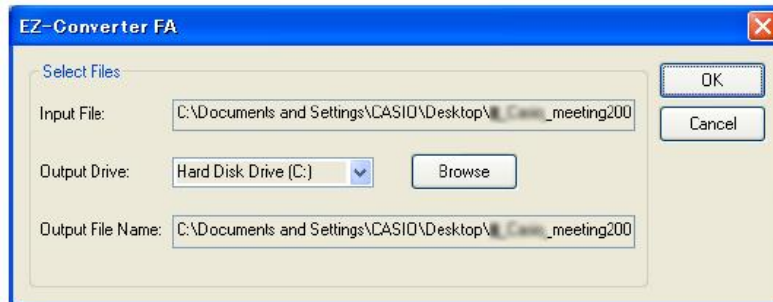 EZ-Converter FA
Select Files
OK
Input File: C:\Documents and Settings\CASIO\Desktop\ _meeting200
Cancel
Output Drive: Hard Disk Drive (C:) Browse
Output File Name: C:\Documents and Settings\CASIO\Desktop\ _meeting200